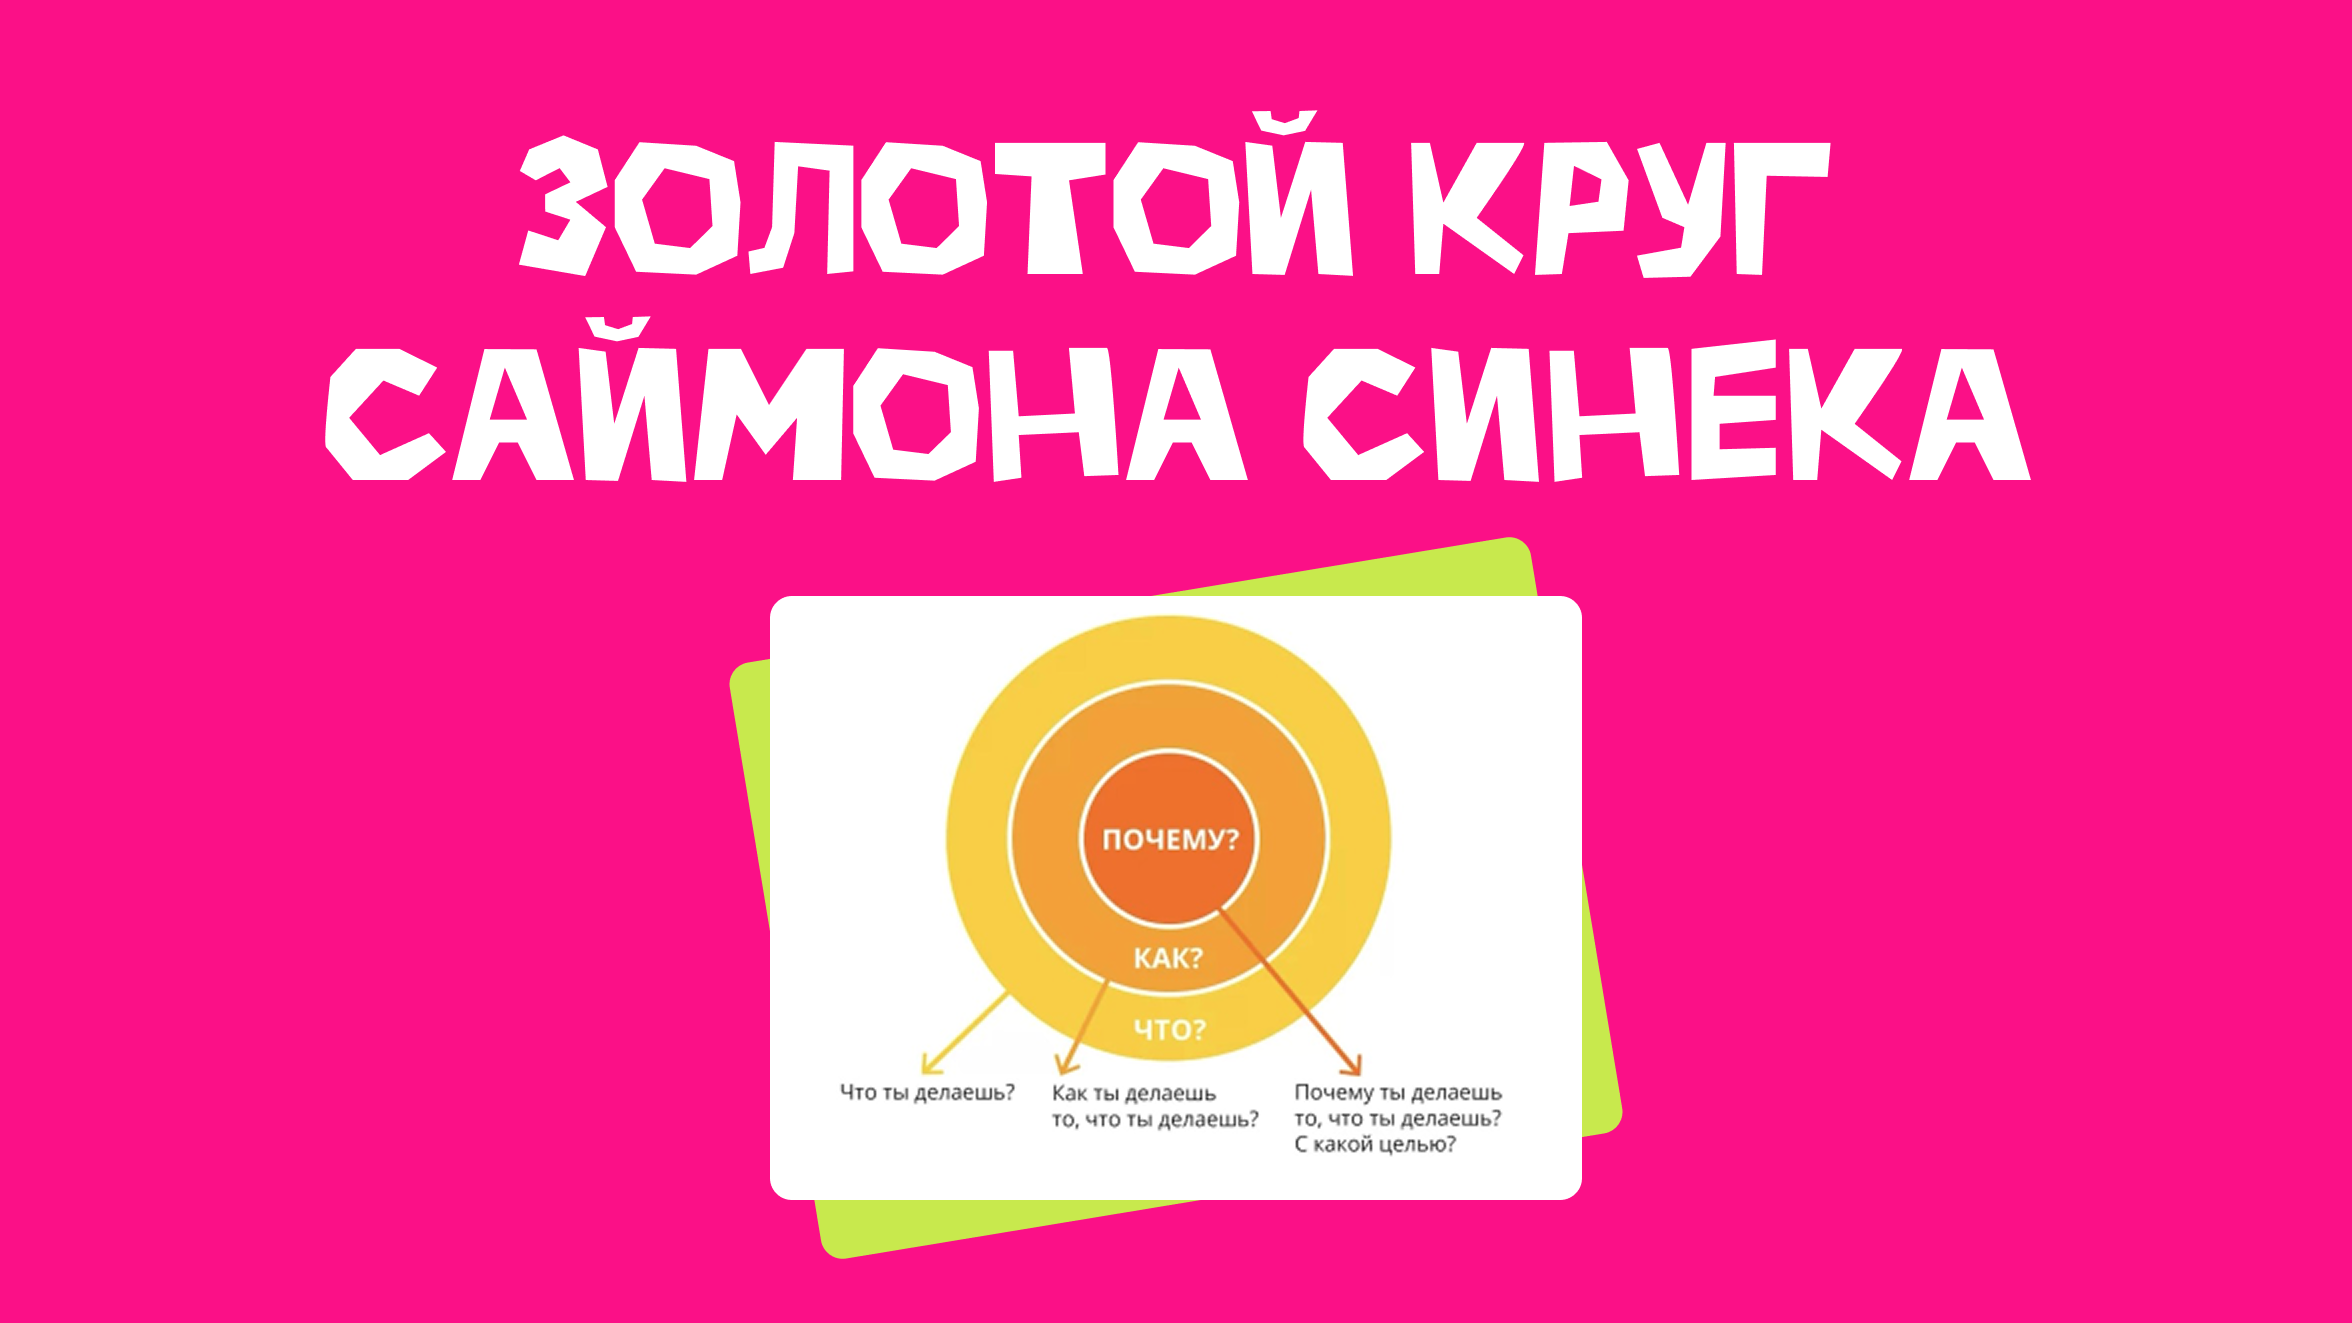 ЗОЛОТОЙ КРУГ
САЙМОНА СИНЕКА
ПОЧЕМУ?
КАК?
ЧТО?
Что ты делаешь?
Как ты делаешь
то, что ты делаешь?
Почему ты делаешь
то, что ты делаешь?
С какой целью?